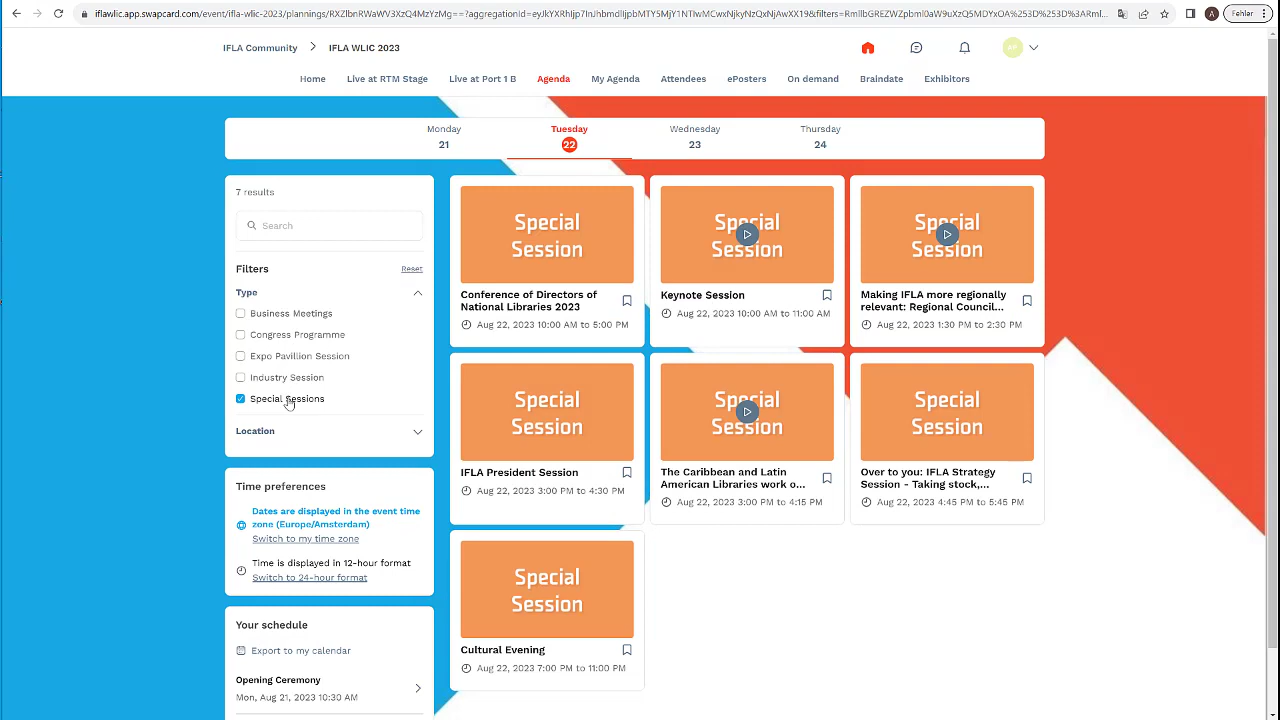 iflawlic.app.swapcard.com/event/ifla-wlic-2023/plannings/
Fehler
IFLA Community
IFLA WLIC 2023
Home Live at RTM Stage Live at Port 1 B Agenda My Agenda Attendees ePosters On demand Braindate Exhibitors
Monday Tuesday Wednesday Thursday
21 22 23 24
7 results
Search
Filters Reset
Type
Business Meetings
Congress Programme
Expo Pavillion Session
Industry Session
Special Sessions
Location
Time preferences
Dates are displayed in the event time
zone (Europe/Amsterdam)
Switch to my time zone
Time is displayed in 12-hour format
Switch to 24-hour format
Your schedule
Export to my calendar
Opening Ceremony
Mon, Aug 21, 2023 10:30 AM
Special
Session
Conference of Directors of
National Libraries 2023
Aug 22, 2023 10:00 AM to 5:00 PM
Special
Session
Keynote Session
Aug 22, 2023 10:00 AM to 11:00 AM
Special
Session
Making IFLA more regionally
relevant: Regional Council...
Aug 22, 2023 1:30 PM to 2:30 PM
Special
Session
IFLA President Session
Aug 22, 2023 3:00 PM to 4:30 PM
Special
Session
The Caribbean and Latin
American Libraries work o...
Aug 22, 2023 3:00 PM to 4:15 PM
Special
Session
Over to you: IFLA Strategy
Session - Taking stock,...
Aug 22, 2023 4:45 PM to 5:45 PM
Special
Session
Cultural Evening
Aug 22, 2023 7:00 PM to 11:00 PM